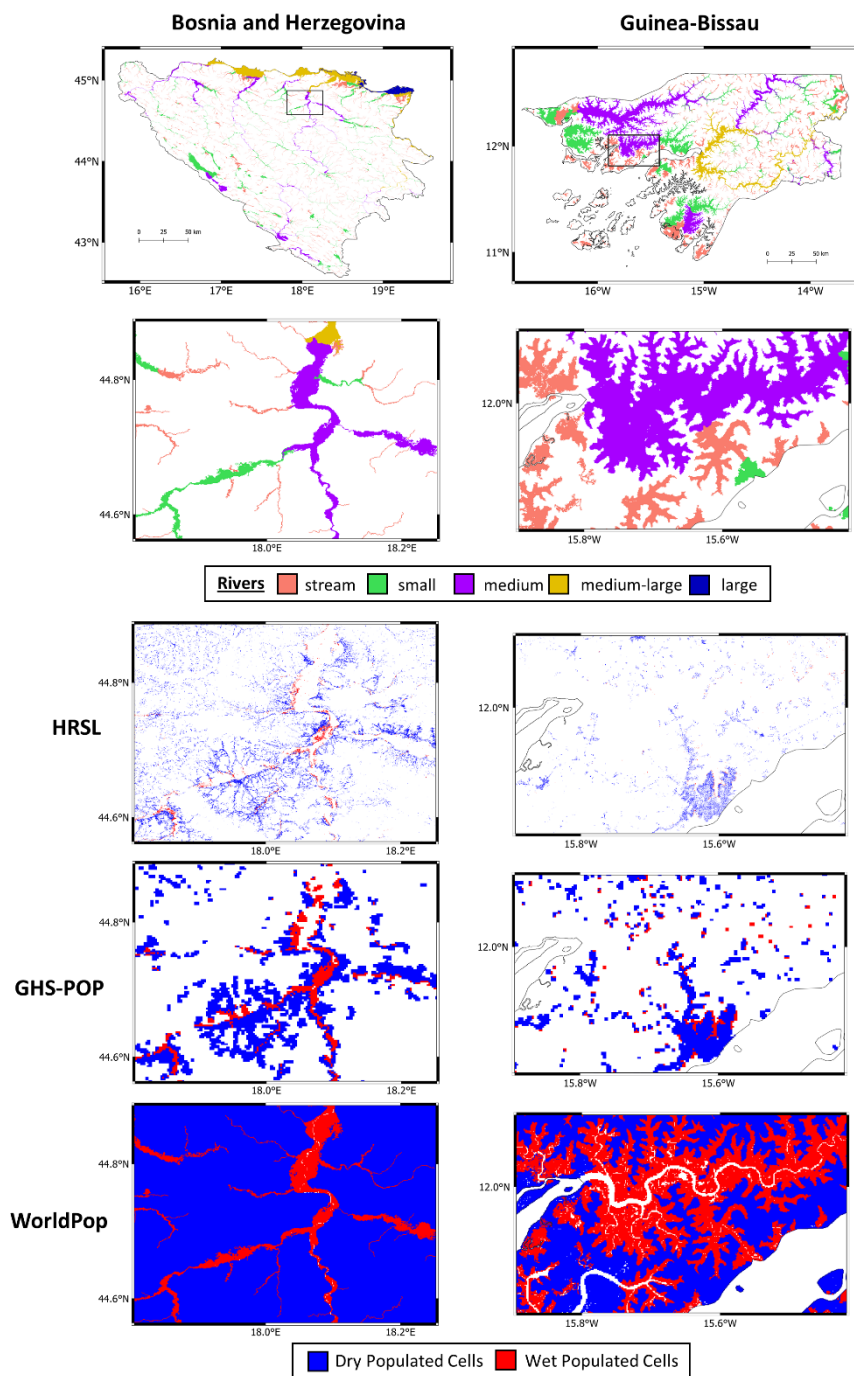 Bosnia and Herzegovina
Guinea-Bissau
45°N
44°N
43°N
0 25 50 km
16°E 17°E 18°E 19°E
12°N
11°N
0 25 50 km
16°W 15°W 14°W
44.8°N
44.6°N
18.0°E 18.2°E
12.0°N
15.8°W 15.6°W
Rivers stream small medium medium-large large
HRSL
44.8°N
44.6°N
18.0°E 18.2°E
12.0°N
15.8°W 15.6°W
GHS-POP
44.8°N
44.6°N
18.0°E 18.2°E
12.0°N
15.8°W 15.6°W
WorldPop
44.8°N
44.6°N
18.0°E 18.2°E
12.0°N
15.8°W 15.6°W
Dry Populated Cells Wet Populated Cells